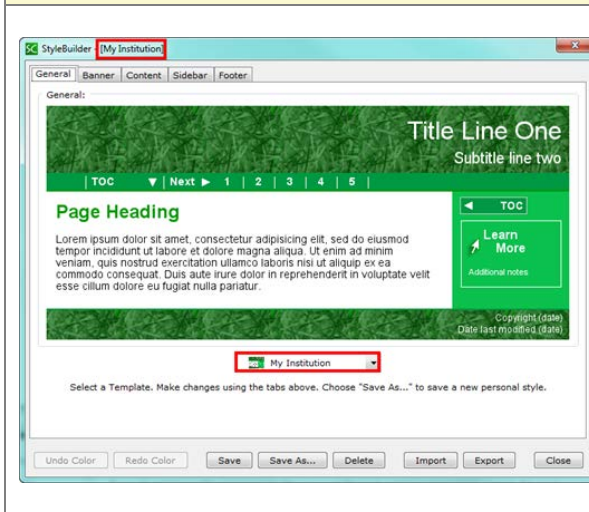 SC StyleBuilder - [My Institution]
General Banner Content Sidebar Footer
General:
Title Line One
Subtitle line two
| TOC ▼ | Next ► 1 | 2 | 3 | 4 | 5 |
Page Heading
Lorem ipsum dolor sit amet, consectetur adipisicing elit, sed do eiusmod
tempor incididunt ut labore et dolore magna aliqua. Ut enim ad minim
veniam, quis nostrud exercitation ullamco laboris nisi ut aliquip ex ea
commodo consequat. Duis aute irure dolor in reprehenderit in voluptate velit
esse cillum dolore eu fugiat nulla pariatur.
◄ TOC
Learn
More
Additional notes
Copyright (date)
Date last modified (date)
My Institution
Select a Template. Make changes using the tabs above. Choose "Save As..." to save a new personal style.
Undo Color Redo Color Save Save As... Delete Import Export Close